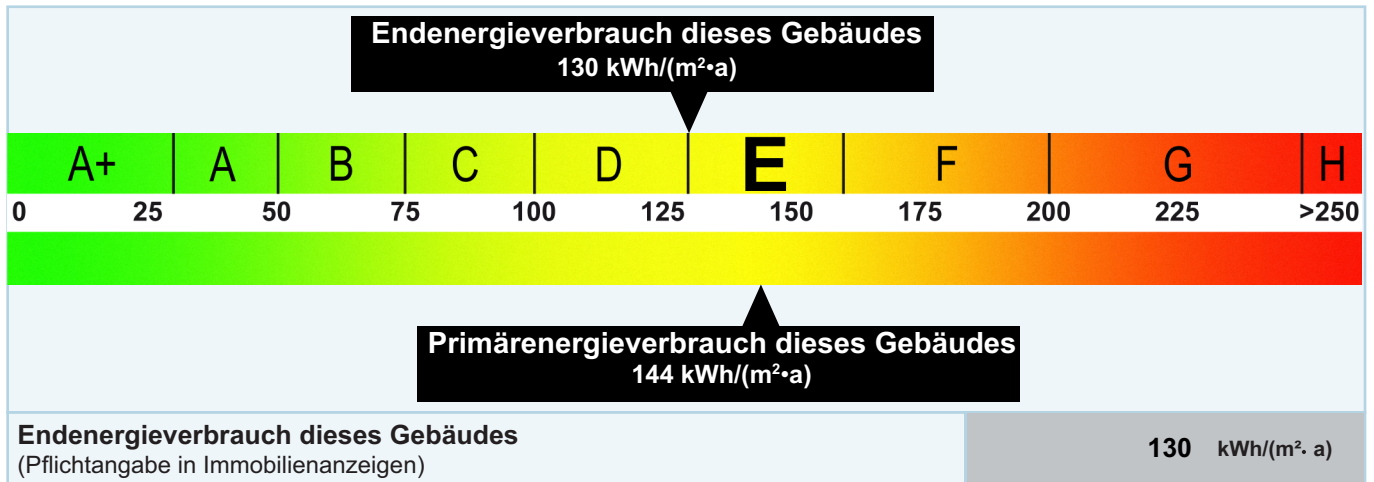 Endenergieverbrauch dieses Gebäudes
130 kWh/(m²•a)
A+ A B C D E F G H
0 25 50 75 100 125 150 175 200 225 >250
Primärenergieverbrauch dieses Gebäudes
144 kWh/(m²•a)
Endenergieverbrauch dieses Gebäudes
(Pflichtangabe in Immobilienanzeigen)
130 kWh/(m²· a)